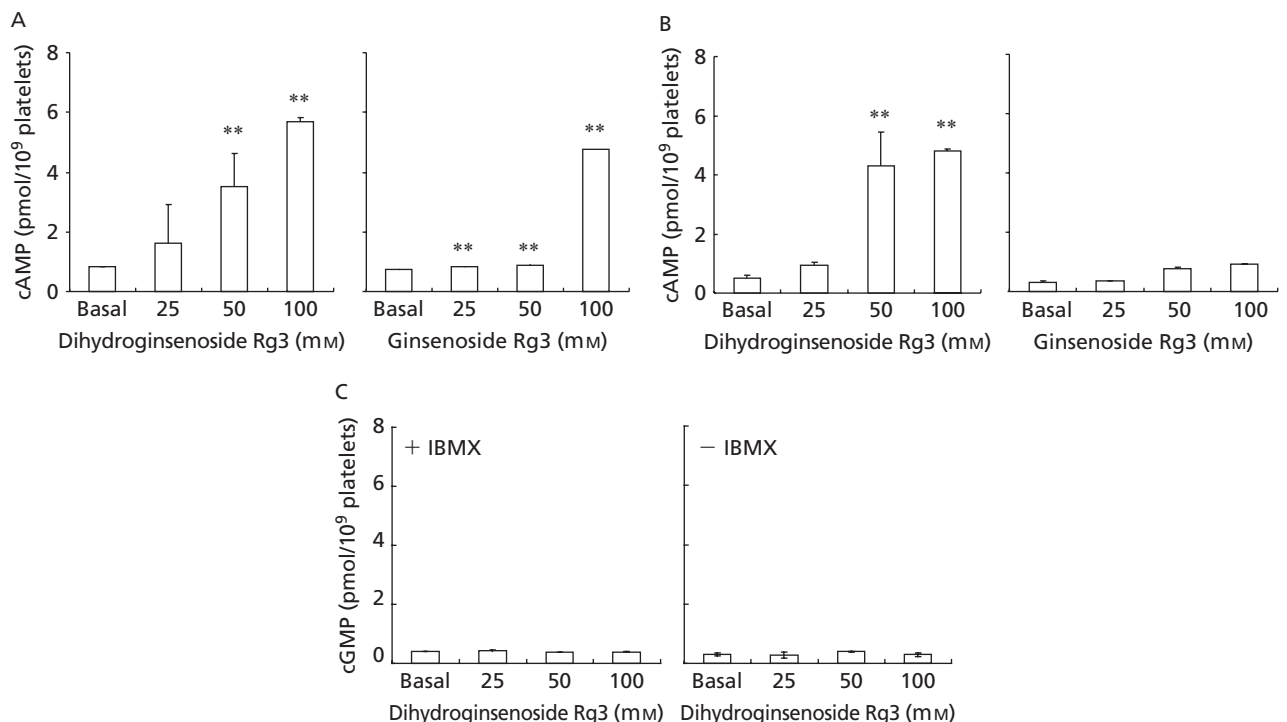 A
cAMP (pmol/10⁹ platelets)
8
6
4
2
0
**
**
Basal 25 50 100
Dihydroginsenoside Rg3 (mM)
**
**
**
Basal 25 50 100
Ginsenoside Rg3 (mM)
B
cAMP (pmol/10⁹ platelets)
8
6
4
2
0
**
**
Basal 25 50 100
Dihydroginsenoside Rg3 (mM)
Basal 25 50 100
Ginsenoside Rg3 (mM)
C
cGMP (pmol/10⁹ platelets)
8
6
4
2
0
+ IBMX
Basal 25 50 100
Dihydroginsenoside Rg3 (mM)
− IBMX
Basal 25 50 100
Dihydroginsenoside Rg3 (mM)